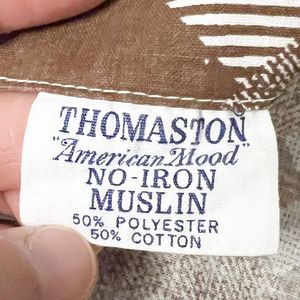 THOMASTON
"American Mood"
NO-IRON
MUSLIN
50% POLYESTER
50% COTTON